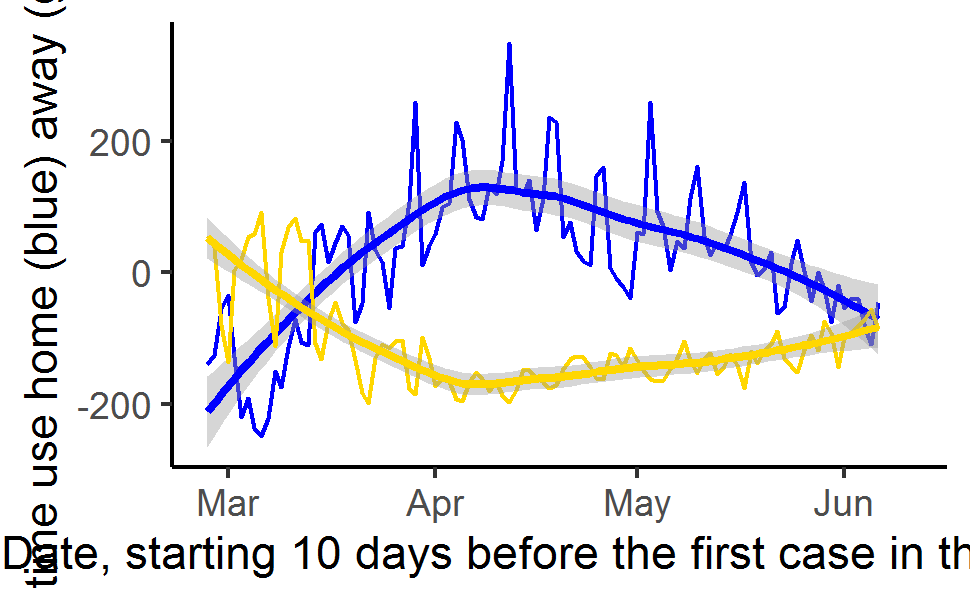 time use home (blue) away (
200
0
-200
Mar Apr May Jun
Date, starting 10 days before the first case in th